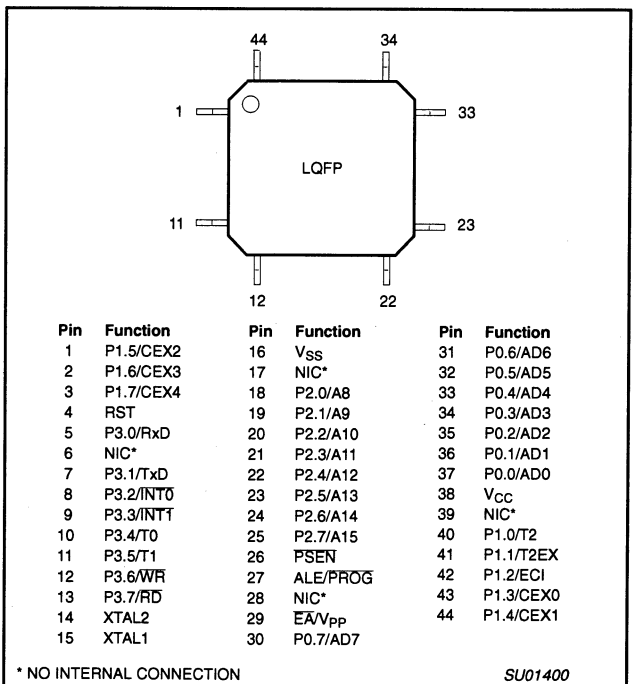 44 34
1 33
LQFP
11 23
12 22
Pin Function Pin Function Pin Function
1 P1.5/CEX2 16 VSS 31 P0.6/AD6
2 P1.6/CEX3 17 NIC* 32 P0.5/AD5
3 P1.7/CEX4 18 P2.0/A8 33 P0.4/AD4
4 RST 19 P2.1/A9 34 P0.3/AD3
5 P3.0/RxD 20 P2.2/A10 35 P0.2/AD2
6 NIC* 21 P2.3/A11 36 P0.1/AD1
7 P3.1/TxD 22 P2.4/A12 37 P0.0/AD0
8 P3.2/I̅N̅T̅0̅ 23 P2.5/A13 38 VCC
9 P3.3/I̅N̅T̅1̅ 24 P2.6/A14 39 NIC*
10 P3.4/T0 25 P2.7/A15 40 P1.0/T2
11 P3.5/T1 26 P̅S̅E̅N̅ 41 P1.1/T2EX
12 P3.6/W̅R̅ 27 ALE/P̅R̅O̅G̅ 42 P1.2/ECI
13 P3.7/R̅D̅ 28 NIC* 43 P1.3/CEX0
14 XTAL2 29 E̅A̅/VPP 44 P1.4/CEX1
15 XTAL1 30 P0.7/AD7
* NO INTERNAL CONNECTION SU01400